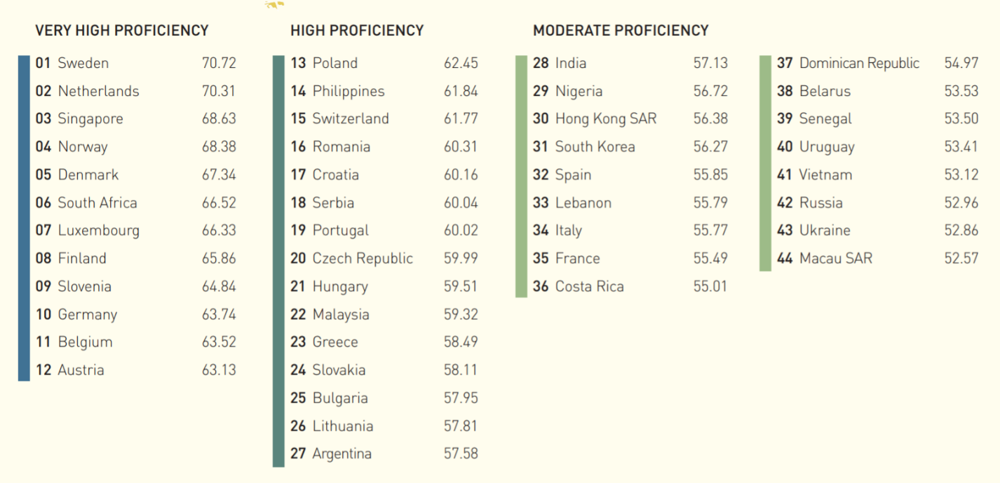 VERY HIGH PROFICIENCY
01 Sweden 70.72
02 Netherlands 70.31
03 Singapore 68.63
04 Norway 68.38
05 Denmark 67.34
06 South Africa 66.52
07 Luxembourg 66.33
08 Finland 65.86
09 Slovenia 64.84
10 Germany 63.74
11 Belgium 63.52
12 Austria 63.13
HIGH PROFICIENCY
13 Poland 62.45
14 Philippines 61.84
15 Switzerland 61.77
16 Romania 60.31
17 Croatia 60.16
18 Serbia 60.04
19 Portugal 60.02
20 Czech Republic 59.99
21 Hungary 59.51
22 Malaysia 59.32
23 Greece 58.49
24 Slovakia 58.11
25 Bulgaria 57.95
26 Lithuania 57.81
27 Argentina 57.58
MODERATE PROFICIENCY
28 India 57.13
29 Nigeria 56.72
30 Hong Kong SAR 56.38
31 South Korea 56.27
32 Spain 55.85
33 Lebanon 55.79
34 Italy 55.77
35 France 55.49
36 Costa Rica 55.01
37 Dominican Republic 54.97
38 Belarus 53.53
39 Senegal 53.50
40 Uruguay 53.41
41 Vietnam 53.12
42 Russia 52.96
43 Ukraine 52.86
44 Macau SAR 52.57